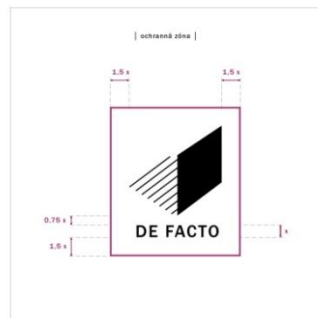 | ochranná zóna |
1,5 x
1,5 x
0,75 x
x
1,5 x
DE FACTO